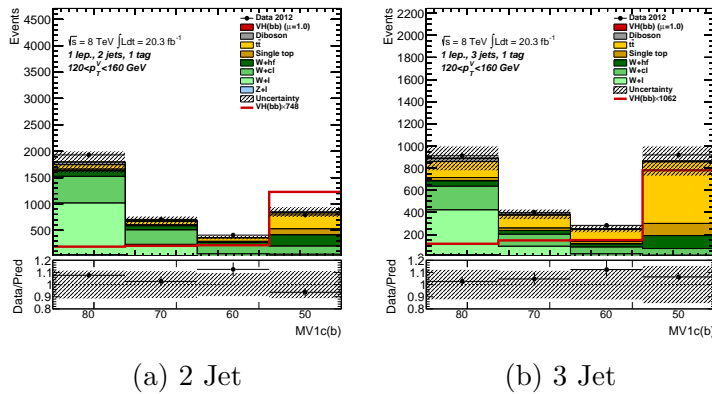 Events
4500
4000
3500
3000
2500
2000
1500
1000
500
√s = 8 TeV ∫Ldt = 20.3 fb⁻¹
1 lep., 2 jets, 1 tag
120<p_T^V<160 GeV
Data 2012
VH(bb) (μ=1.0)
Diboson
tt̄
Single top
W+hf
W+cl
W+l
Z+l
Uncertainty
VH(bb)×748
Data/Pred
1.2
1.1
1
0.9
0.8
80 70 60 50
MV1c(b)
(a) 2 Jet
Events
2200
2000
1800
1600
1400
1200
1000
800
600
400
200
√s = 8 TeV ∫Ldt = 20.3 fb⁻¹
1 lep., 3 jets, 1 tag
120<p_T^V<160 GeV
Data 2012
VH(bb) (μ=1.0)
Diboson
tt̄
Single top
W+hf
W+cl
W+l
Uncertainty
VH(bb)×1062
Data/Pred
1.2
1.1
1
0.9
0.8
80 70 60 50
MV1c(b)
(b) 3 Jet